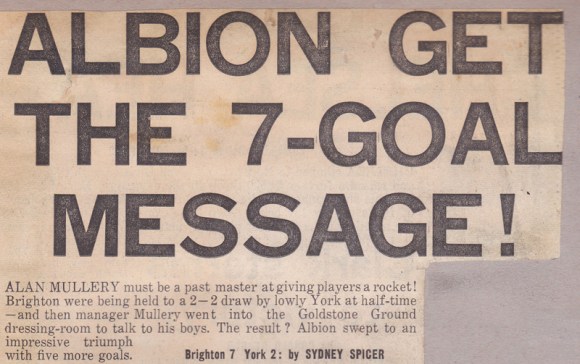 ALBION GET
THE 7-GOAL
MESSAGE!
ALAN MULLERY must be a past master at giving players a rocket!
Brighton were being held to a 2—2 draw by lowly York at half-time
—and then manager Mullery went into the Goldstone Ground
dressing-room to talk to his boys. The result? Albion swept to an
impressive triumph
with five more goals. Brighton 7 York 2: by SYDNEY SPICER